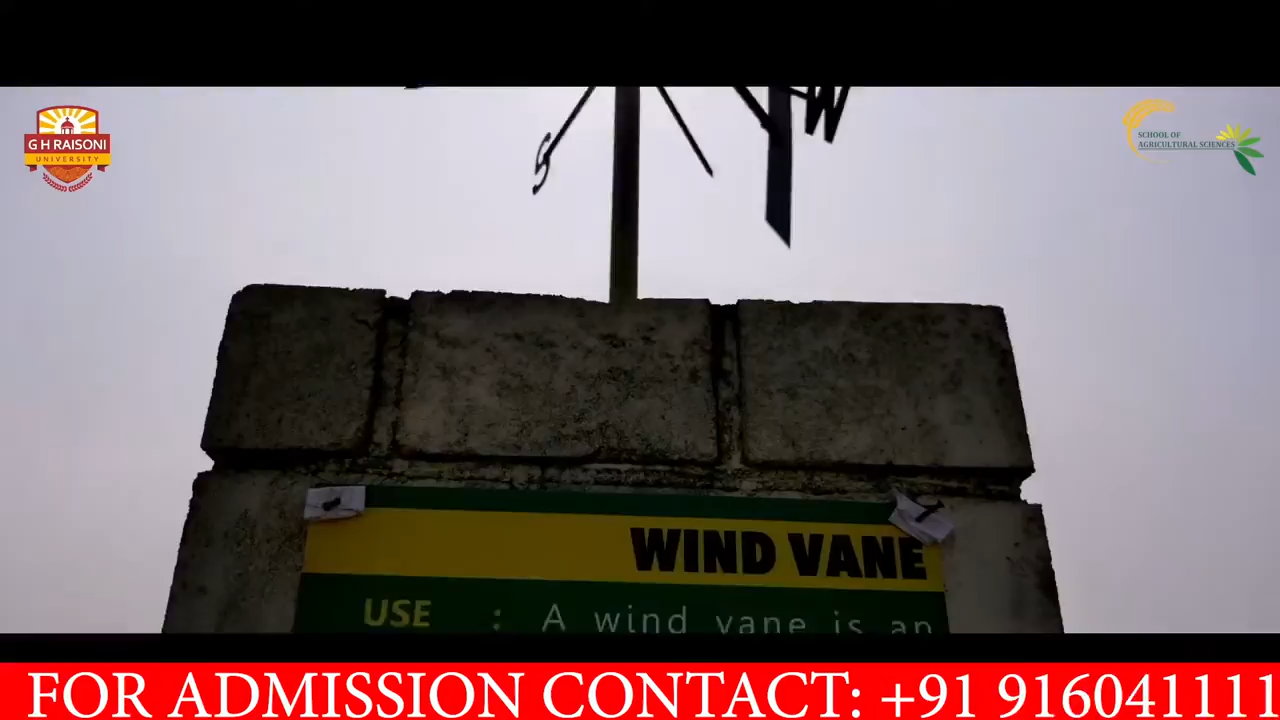 G H RAISONI
UNIVERSITY
SCHOOL OF
AGRICULTURAL SCIENCES
S
W
WIND VANE
USE : A wind vane is an
FOR ADMISSION CONTACT: +91 916041111